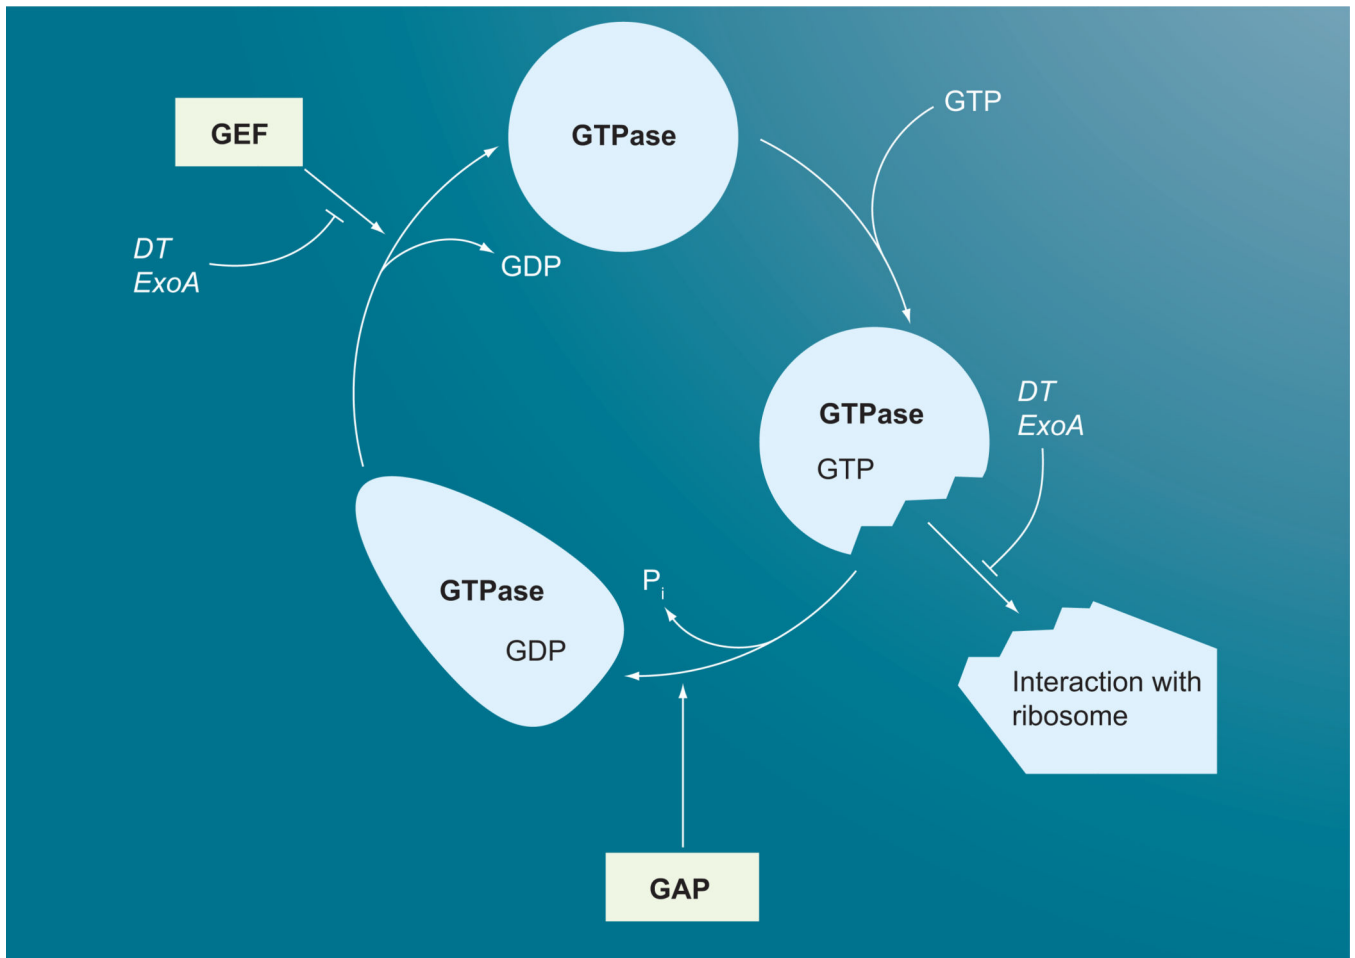 GTPase
GTP
GEF
DT
ExoA
GDP
GTPase
GTP
DT
ExoA
GTPase
GDP
Pi
Interaction with
ribosome
GAP